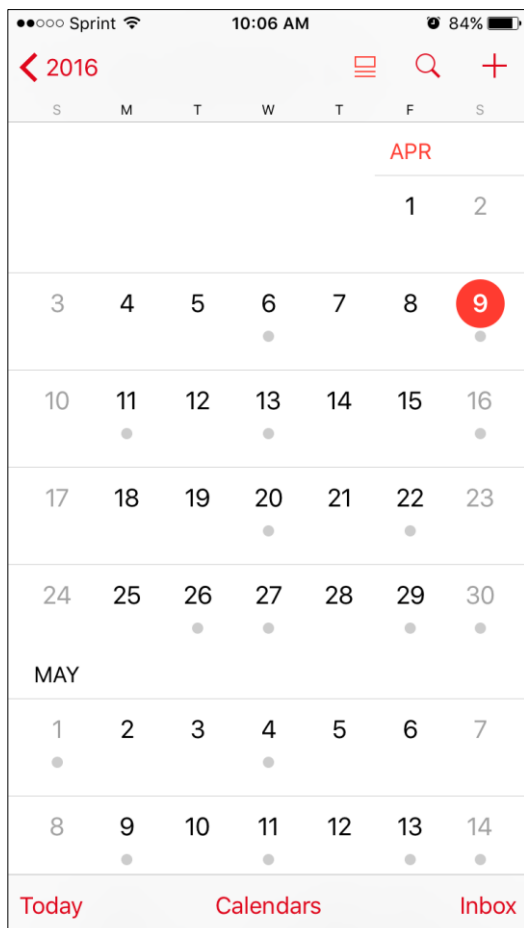 Sprint 10:06 AM 84%
2016
S M T W T F S
APR
1 2
3 4 5 6 7 8 9
10 11 12 13 14 15 16
17 18 19 20 21 22 23
24 25 26 27 28 29 30
MAY
1 2 3 4 5 6 7
8 9 10 11 12 13 14
Today Calendars Inbox